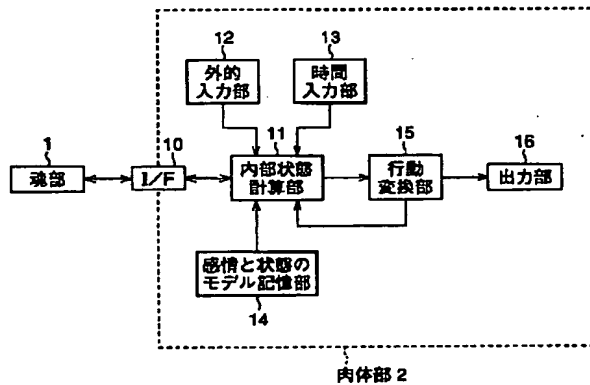 12
外的
入力部
13
時間
入力部
1
魂部
10
I/F
11
内部状態
計算部
15
行動
変換部
16
出力部
感情と状態の
モデル記憶部
14
肉体部 2